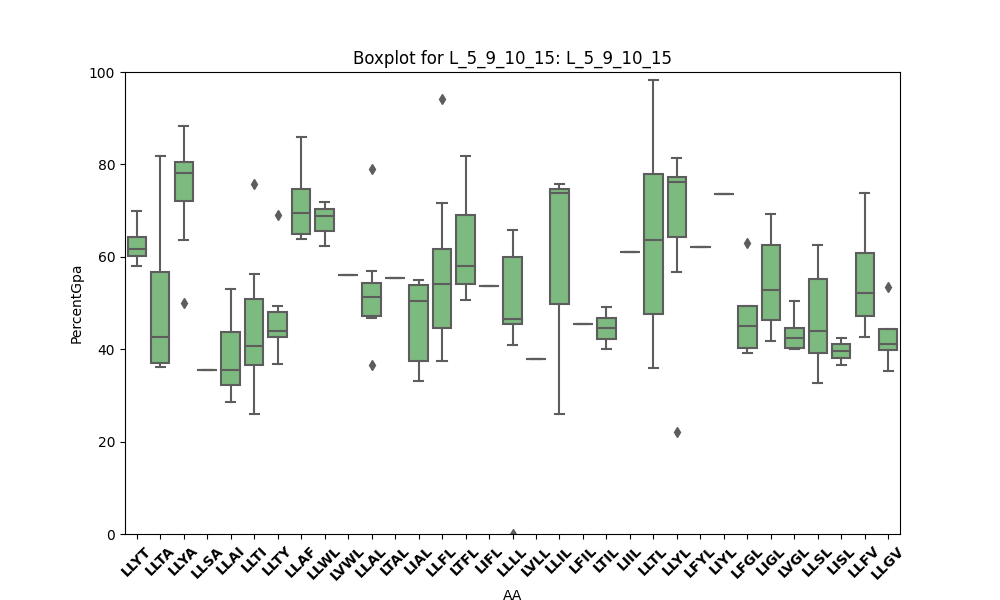 Boxplot for L_5_9_10_15: L_5_9_10_15
PercentGpa
100
80
60
40
20
0
LLYT
LLTA
LLYA
LLSA
LLAI
LLTI
LLTY
LLAF
LLWL
LVWL
LLAL
LTAL
LIAL
LLFL
LTFL
LIFL
LLLL
LVLL
LLIL
LFIL
LTIL
LIIL
LLTL
LLYL
LFYL
LIYL
LFGL
LIGL
LVGL
LLSL
LISL
LLFV
LLGV
AA